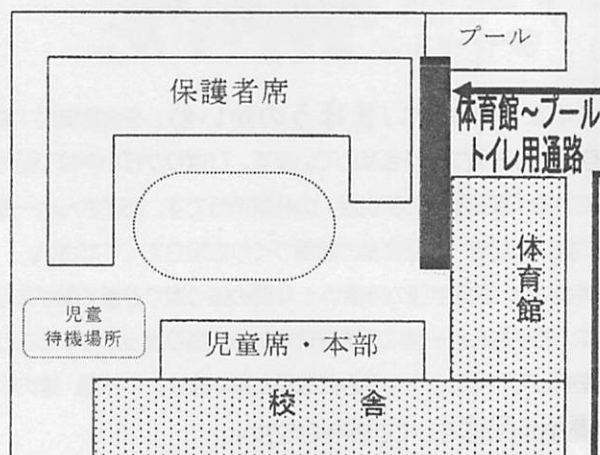 プール
保護者席
体育館～プール
トイレ用通路
体育館
児童
待機場所
児童席・本部
校舎